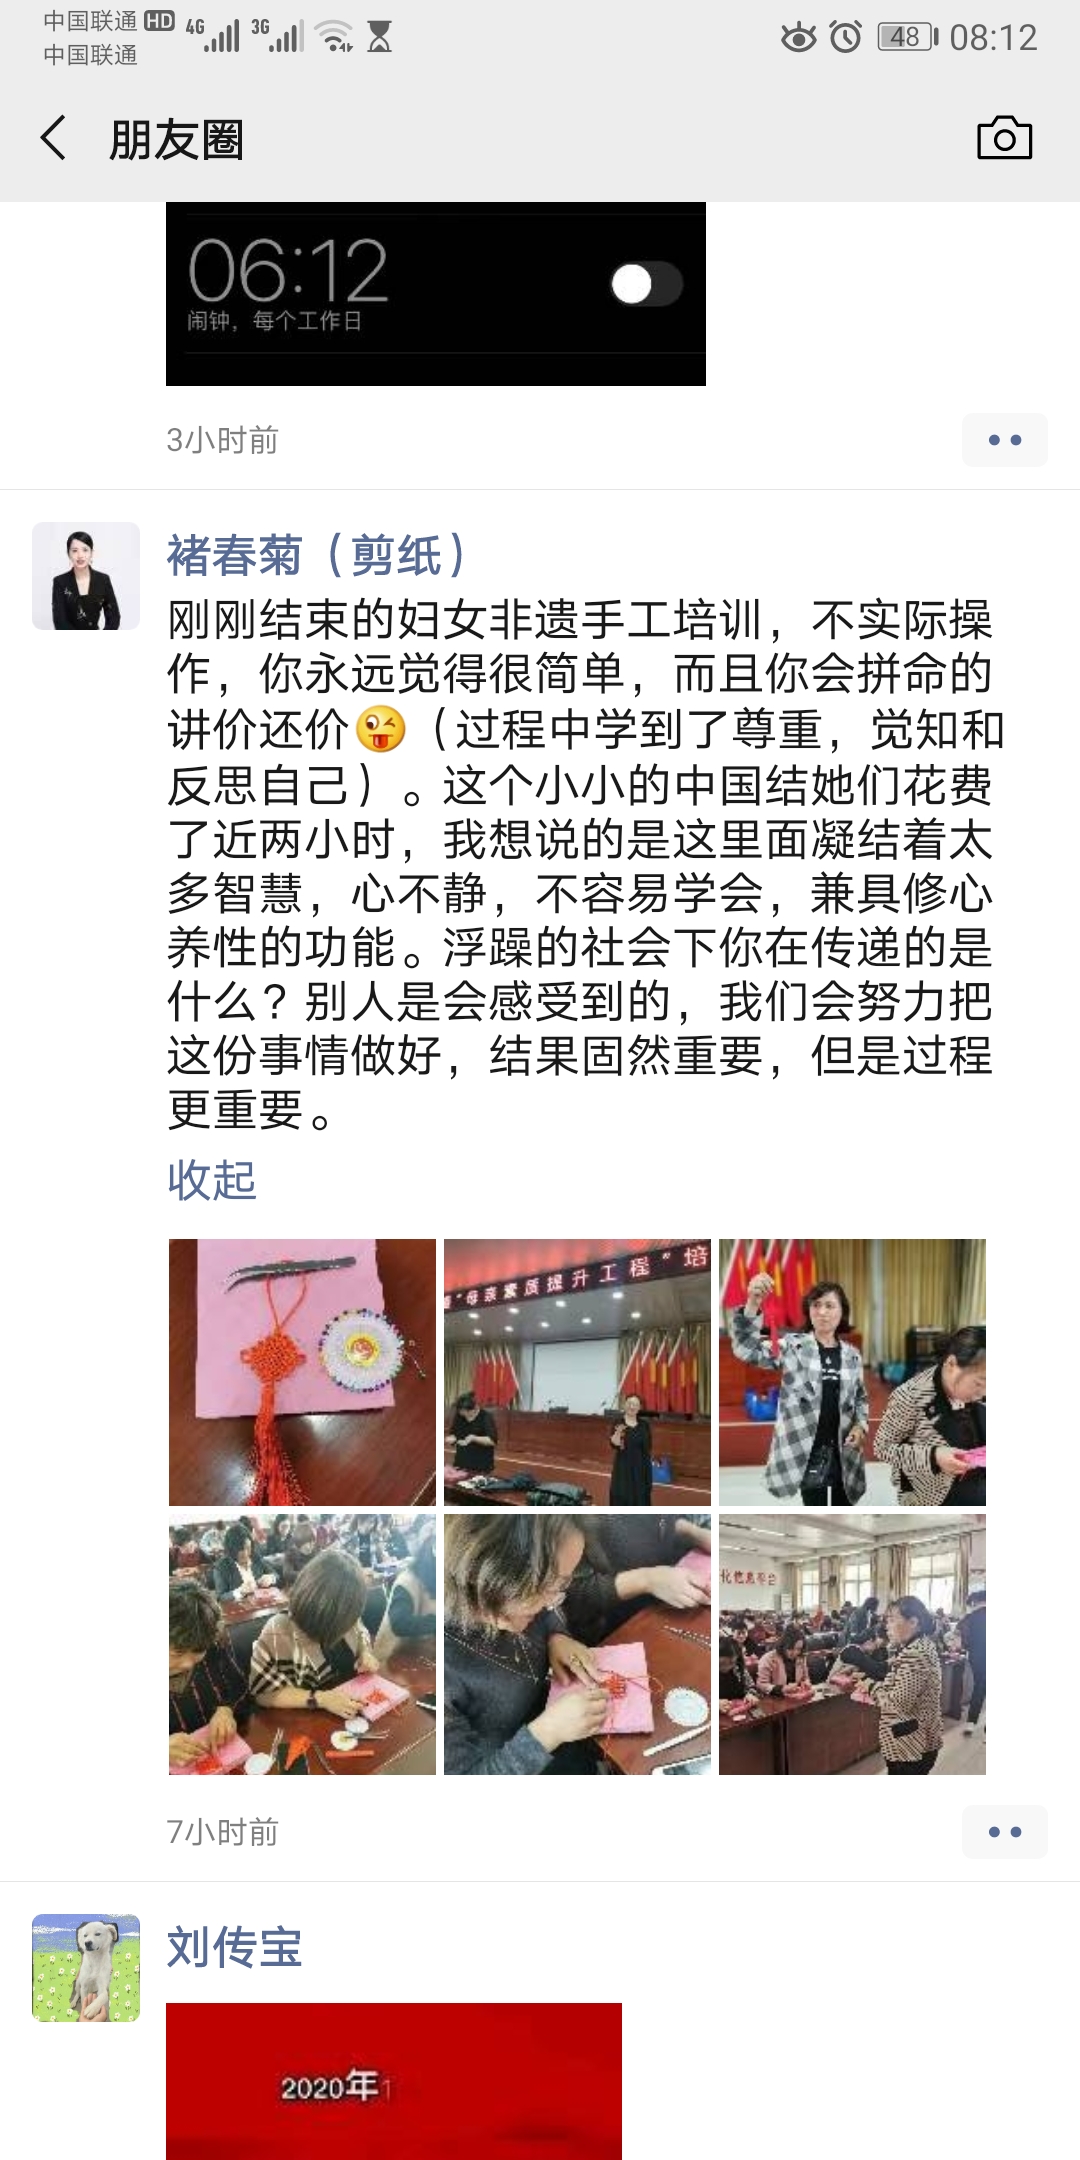 中国联通 HD 4G 3G 48 08:12
中国联通
朋友圈
06:12
闹钟，每个工作日
3小时前
褚春菊（剪纸）
刚刚结束的妇女非遗手工培训，不实际操
作，你永远觉得很简单，而且你会拼命的
讲价还价😜（过程中学到了尊重，觉知和
反思自己）。这个小小的中国结她们花费
了近两小时，我想说的是这里面凝结着太
多智慧，心不静，不容易学会，兼具修心
养性的功能。浮躁的社会下你在传递的是
什么？别人是会感受到的，我们会努力把
这份事情做好，结果固然重要，但是过程
更重要。
收起
“母亲素质提升工程”培
化信息平台
7小时前
刘传宝
2020年1